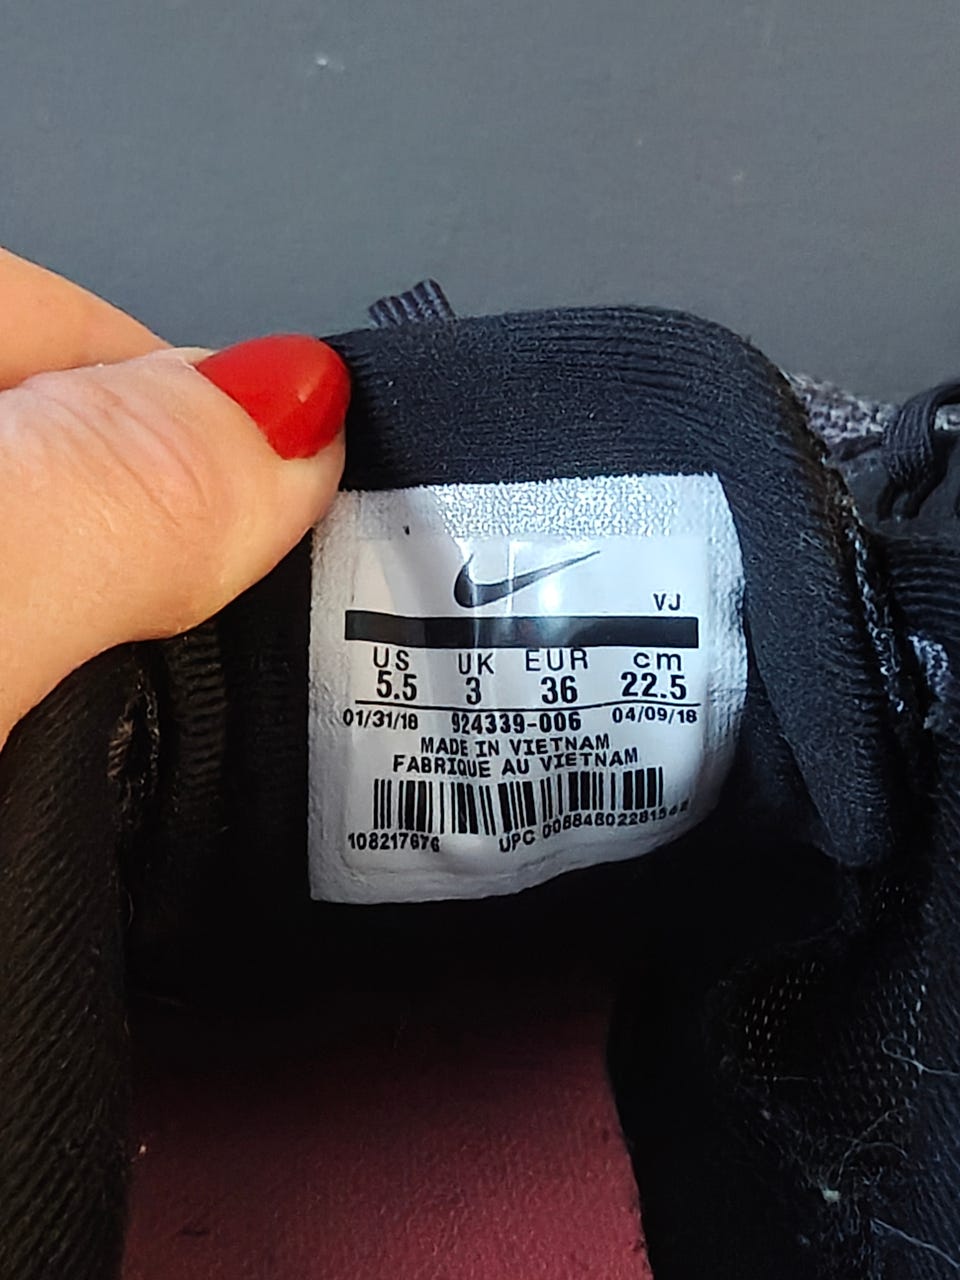 VJ
US UK EUR cm
5.5 3 36 22.5
01/31/18 924339-006 04/09/18
MADE IN VIETNAM
FABRIQUE AU VIETNAM
108217676 UPC